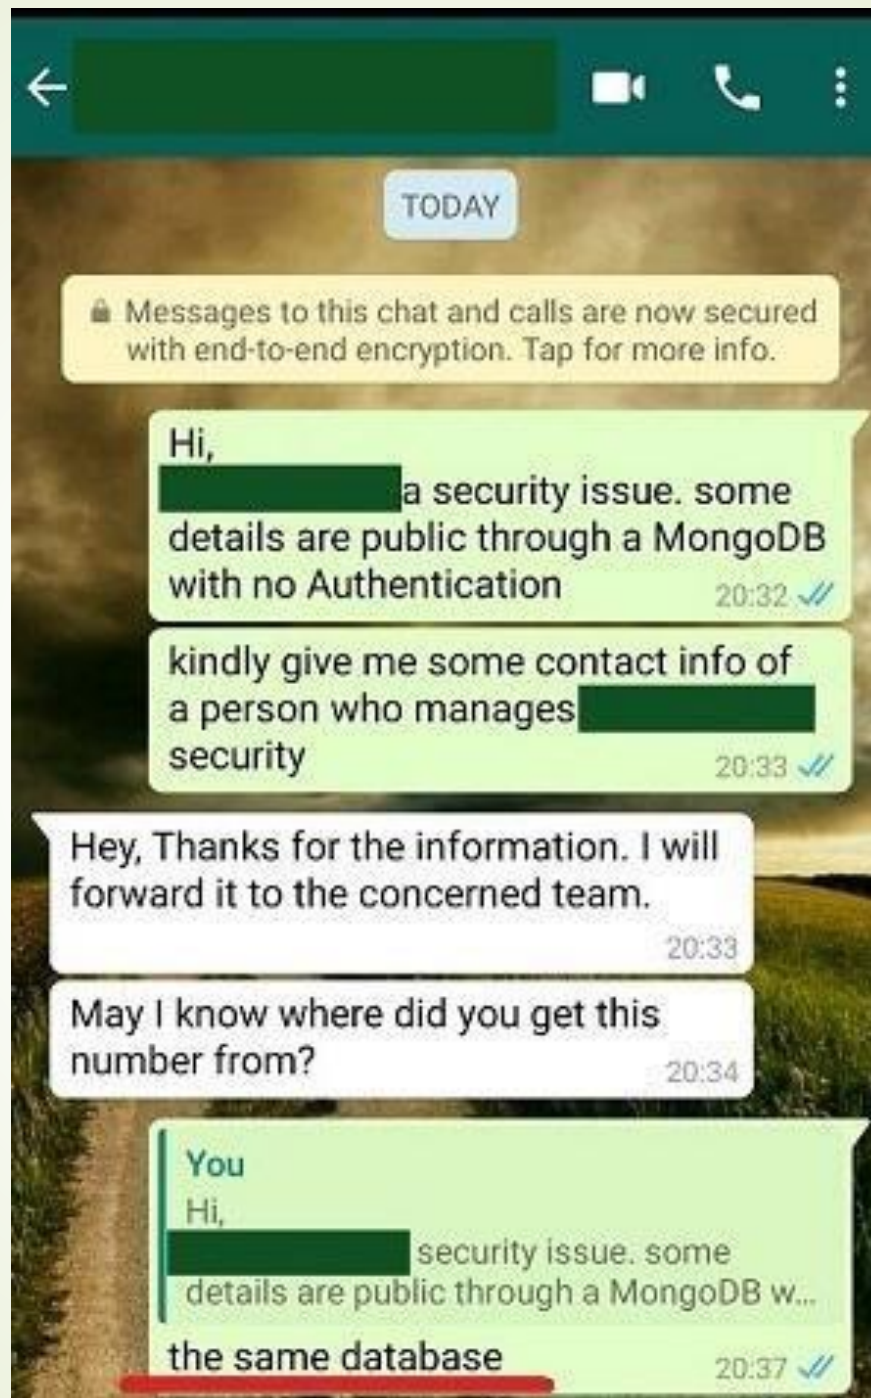 TODAY
Messages to this chat and calls are now secured
with end-to-end encryption. Tap for more info.
Hi,
a security issue. some
details are public through a MongoDB
with no Authentication
20:32
kindly give me some contact info of
a person who manages
security
20:33
Hey, Thanks for the information. I will
forward it to the concerned team.
20:33
May I know where did you get this
number from?
20:34
You
Hi,
security issue. some
details are public through a MongoDB w...
the same database
20:37